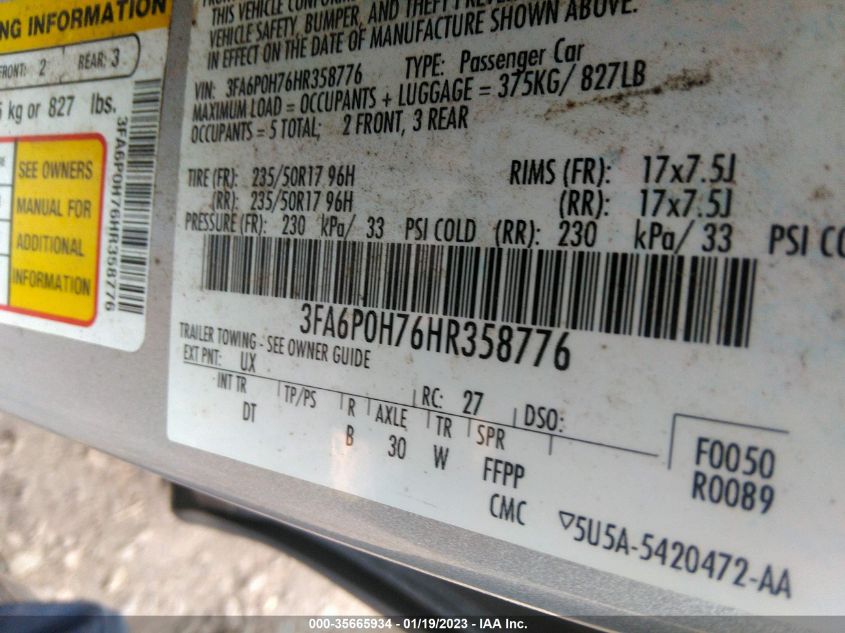 NG INFORMATION
FRONT: 2 REAR: 3
kg or 827 lbs.
SEE OWNERS
MANUAL FOR
ADDITIONAL
INFORMATION
3FA6P0H76HR358776
THIS VEHICLE
VEHICLE SAFETY, BUMPER, AND THEFT
IN EFFECT ON THE DATE OF MANUFACTURE SHOWN ABOVE.
VIN: 3FA6P0H76HR358776 TYPE: Passenger Car
MAXIMUM LOAD = OCCUPANTS + LUGGAGE = 375KG/ 827LB
OCCUPANTS = 5 TOTAL; 2 FRONT, 3 REAR
TIRE (FR): 235/50R17 96H RIMS (FR): 17x7.5J
(RR): 235/50R17 96H (RR): 17x7.5J
PRESSURE (FR): 230 kPa/ 33 PSI COLD (RR): 230 kPa/ 33 PSI CO
3FA6P0H76HR358776
TRAILER TOWING - SEE OWNER GUIDE
EXT PNT: UX RC: 27 DSO:
INT TR TP/PS R AXLE TR SPR
DT B 30 W FFPP
CMC
F0050
R0089
▽5U5A-5420472-AA
000-35665934 - 01/19/2023 - IAA Inc.